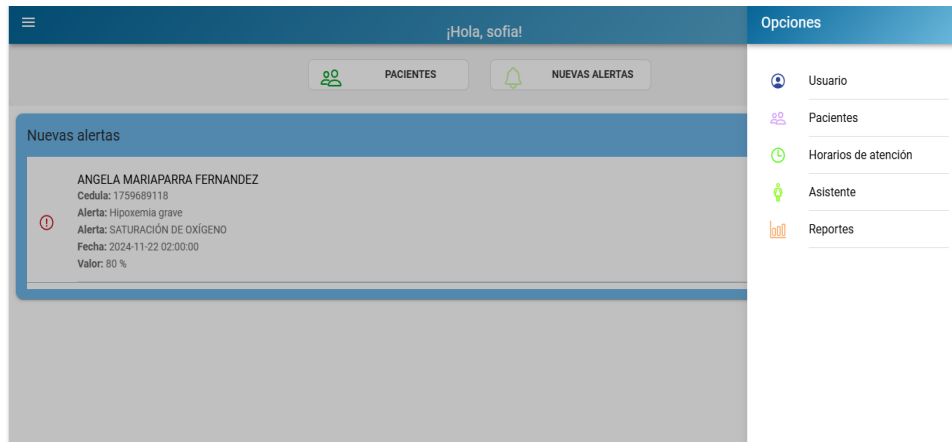 ¡Hola, sofia!
PACIENTES
NUEVAS ALERTAS
Nuevas alertas
ANGELA MARIAPARRA FERNANDEZ
Cedula: 1759689118
Alerta: Hipoxemia grave
Alerta: SATURACIÓN DE OXÍGENO
Fecha: 2024-11-22 02:00:00
Valor: 80 %
Opciones
Usuario
Pacientes
Horarios de atención
Asistente
Reportes